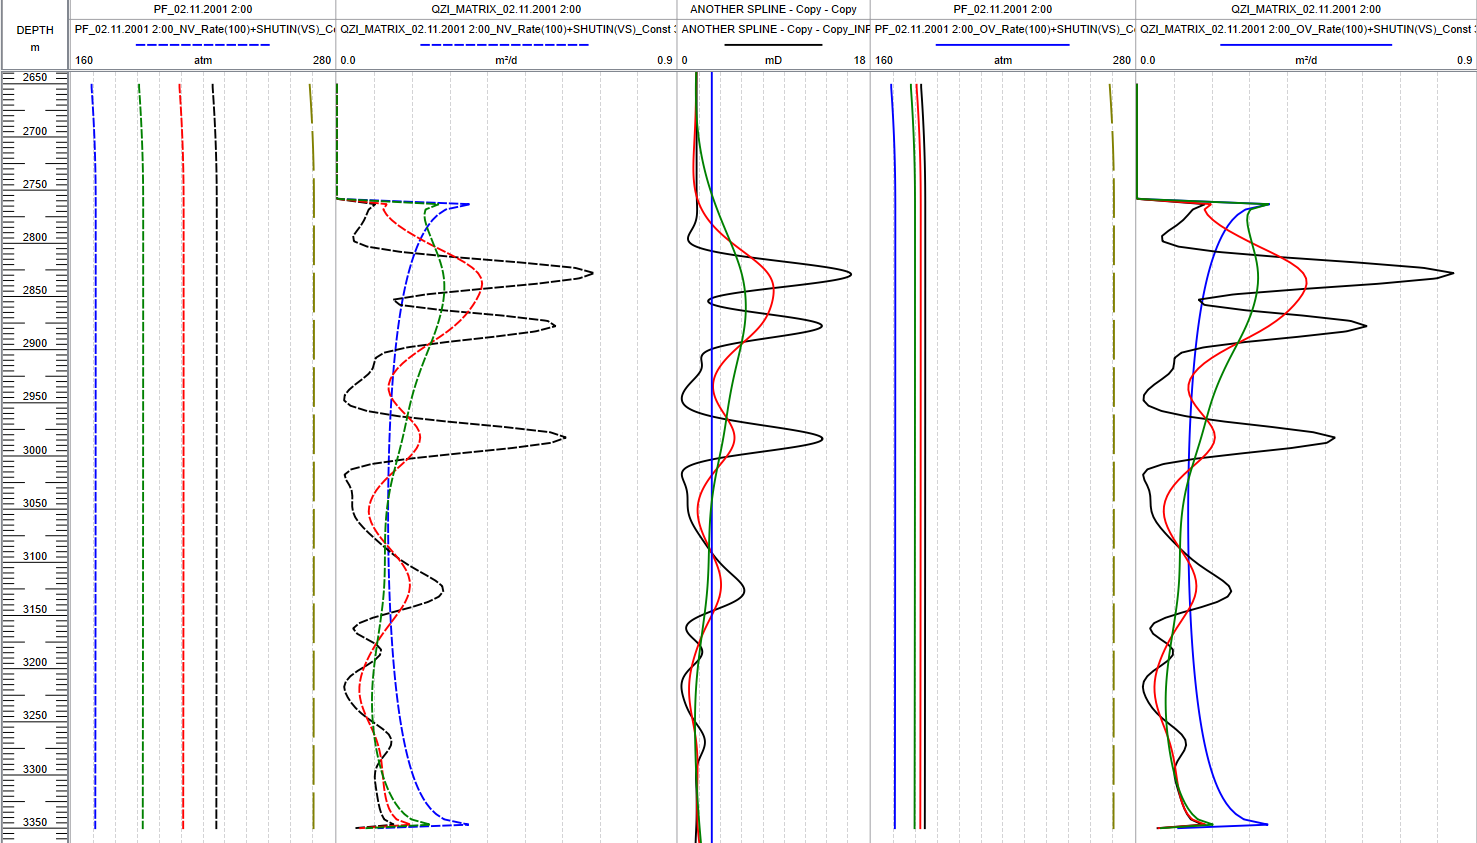 PF_02.11.2001 2:00
QZI_MATRIX_02.11.2001 2:00
ANOTHER SPLINE - Copy - Copy
PF_02.11.2001 2:00
QZI_MATRIX_02.11.2001 2:00
DEPTH
m
PF_02.11.2001 2:00_NV_Rate(100)+SHUTIN(VS)_Co
QZI_MATRIX_02.11.2001 2:00_NV_Rate(100)+SHUTIN(VS)_Const
ANOTHER SPLINE - Copy - Copy_INF
PF_02.11.2001 2:00_OV_Rate(100)+SHUTIN(VS)_C
QZI_MATRIX_02.11.2001 2:00_OV_Rate(100)+SHUTIN(VS)_Const
160 atm 280
0.0 m²/d 0.9
0 mD 18
160 atm 280
0.0 m²/d 0.9
2650
2700
2750
2800
2850
2900
2950
3000
3050
3100
3150
3200
3250
3300
3350